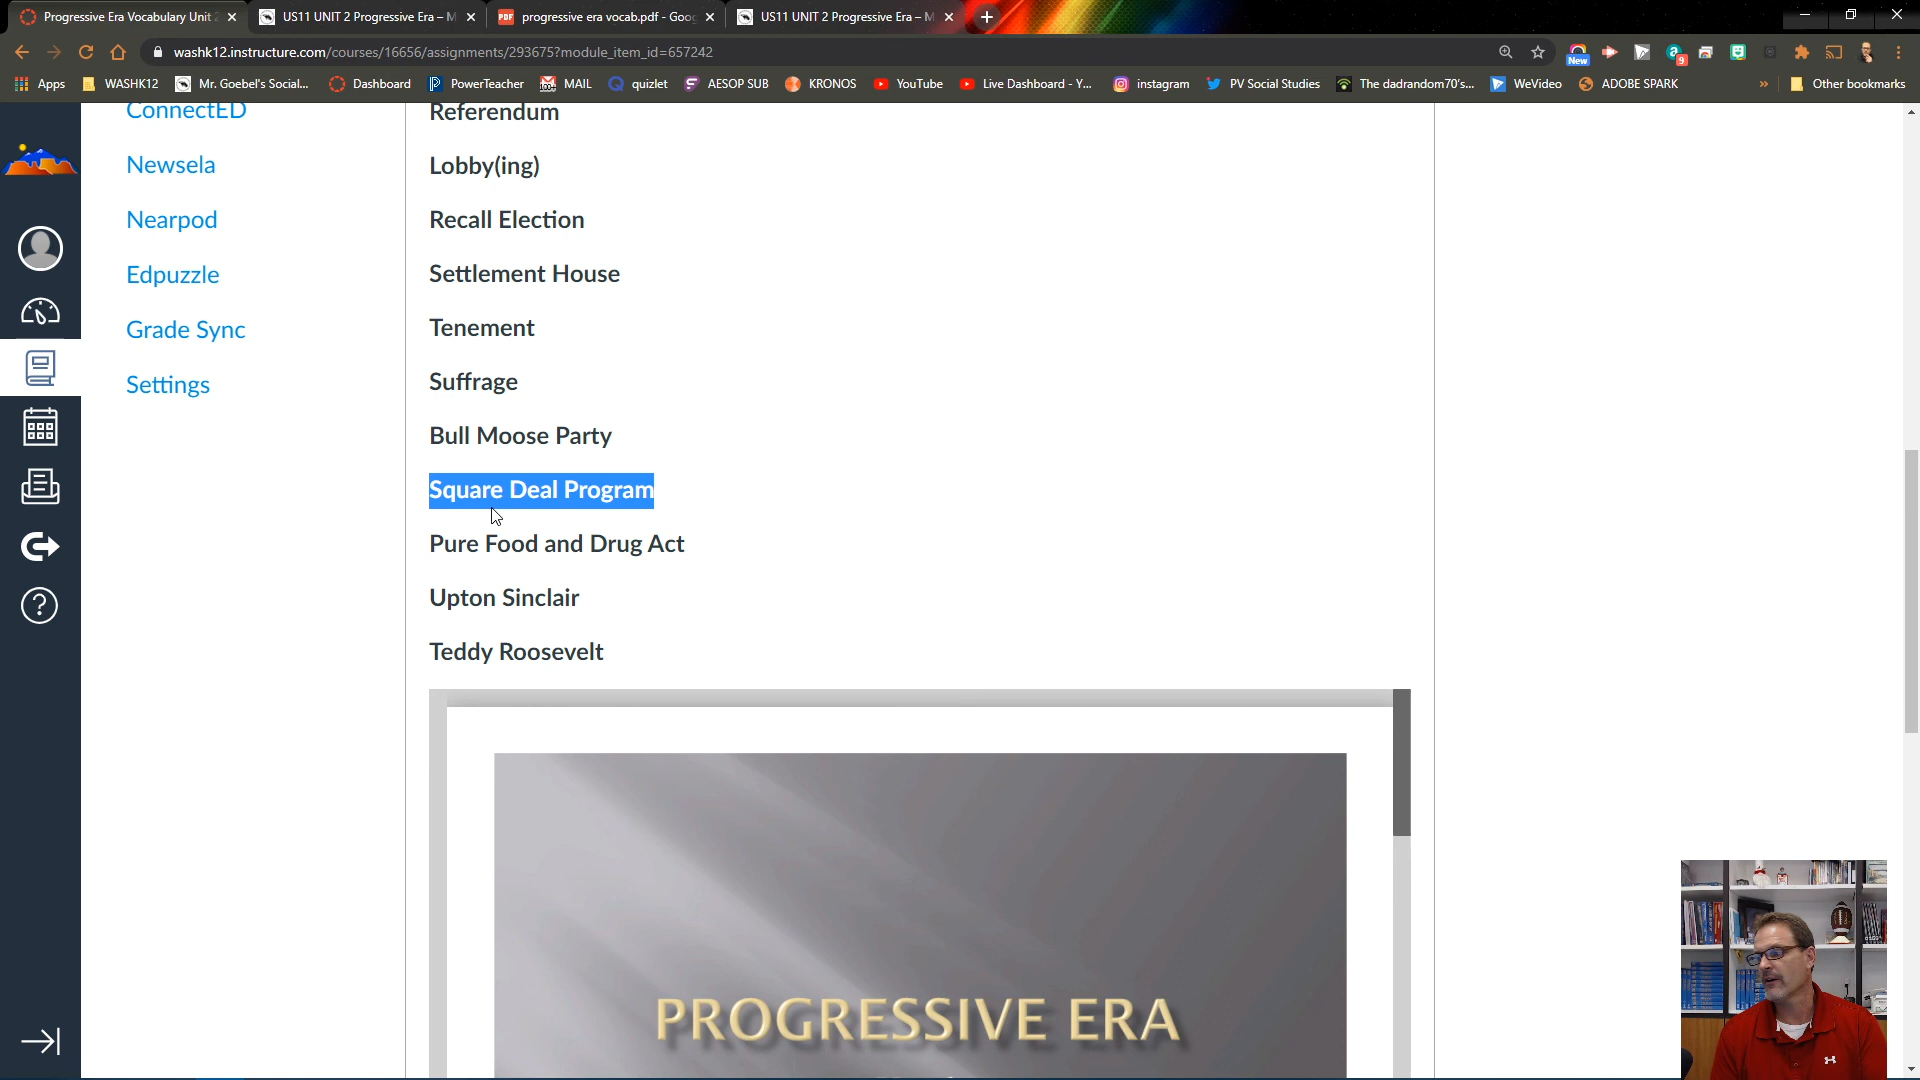 Progressive Era Vocabulary Unit 2
US11 UNIT 2 Progressive Era – M
PDF
progressive era vocab.pdf - Goo
US11 UNIT 2 Progressive Era – M
washk12.instructure.com/courses/16656/assignments/293675?module_item_id=657242
New
9
Apps
WASHK12
Mr. Goebel's Social...
Dashboard
PowerTeacher
MAIL
quizlet
AESOP SUB
KRONOS
YouTube
Live Dashboard - Y...
instagram
PV Social Studies
The dadrandom70's...
WeVideo
ADOBE SPARK
»
Other bookmarks
ConnectED
Newsela
Nearpod
Edpuzzle
Grade Sync
Settings
Referendum
Lobby(ing)
Recall Election
Settlement House
Tenement
Suffrage
Bull Moose Party
Square Deal Program
Pure Food and Drug Act
Upton Sinclair
Teddy Roosevelt
PROGRESSIVE ERA